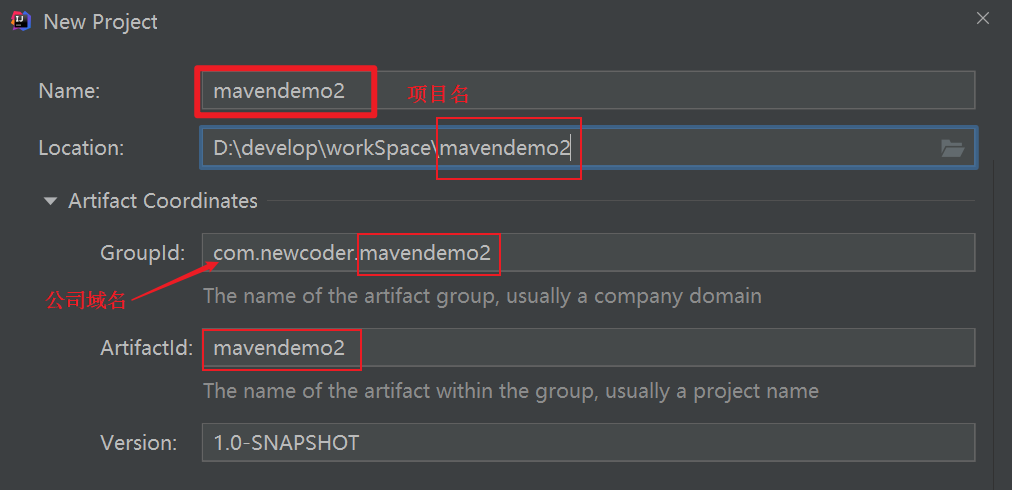 New Project
Name: mavendemo2 项目名
Location: D:\develop\workSpace\mavendemo2
Artifact Coordinates
GroupId: com.newcoder.mavendemo2
公司域名
The name of the artifact group, usually a company domain
ArtifactId: mavendemo2
The name of the artifact within the group, usually a project name
Version: 1.0-SNAPSHOT